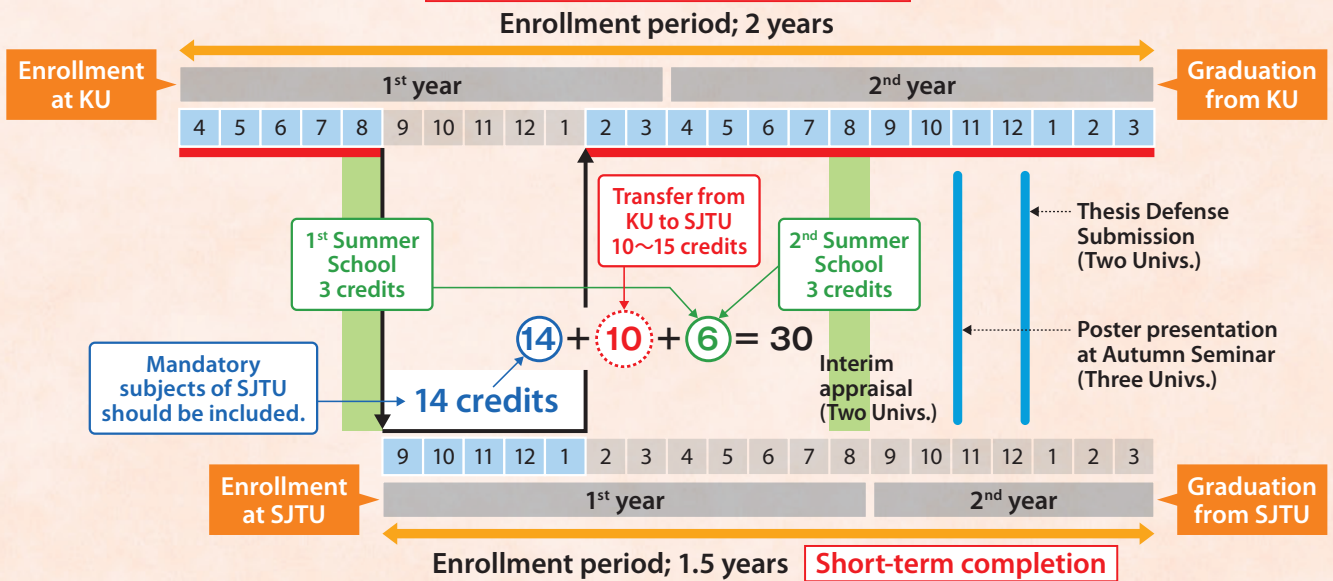 Enrollment period; 2 years
Enrollment
at KU
1st year
2nd year
Graduation
from KU
4 5 6 7 8 9 10 11 12 1 2 3 4 5 6 7 8 9 10 11 12 1 2 3
1st Summer
School
3 credits
Transfer from
KU to SJTU
10～15 credits
2nd Summer
School
3 credits
Thesis Defense
Submission
(Two Univs.)
14 + 10 + 6 = 30
Poster presentation
at Autumn Seminar
(Three Univs.)
Interim
appraisal
(Two Univs.)
Mandatory
subjects of SJTU
should be included.
14 credits
9 10 11 12 1 2 3 4 5 6 7 8 9 10 11 12 1 2 3
Enrollment
at SJTU
1st year
2nd year
Graduation
from SJTU
Enrollment period; 1.5 years Short-term completion